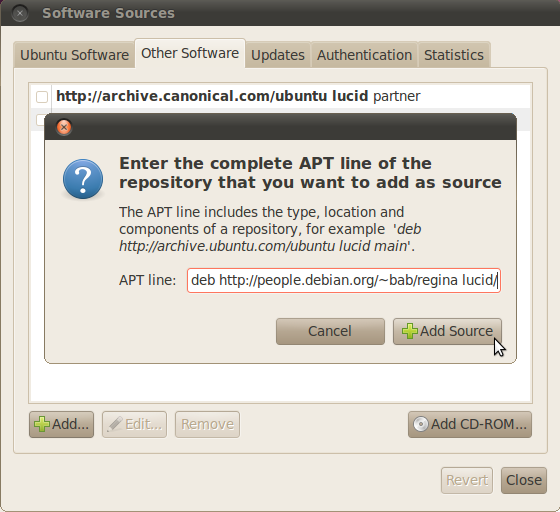 Software Sources
Ubuntu Software
Other Software
Updates
Authentication
Statistics
http://archive.canonical.com/ubuntu lucid partner
Enter the complete APT line of the
repository that you want to add as source
The APT line includes the type, location and
components of a repository, for example 'deb
http://archive.ubuntu.com/ubuntu lucid main'.
APT line: deb http://people.debian.org/~bab/regina lucid/
Cancel
Add Source
Add...
Edit...
Remove
Add CD-ROM...
Revert
Close